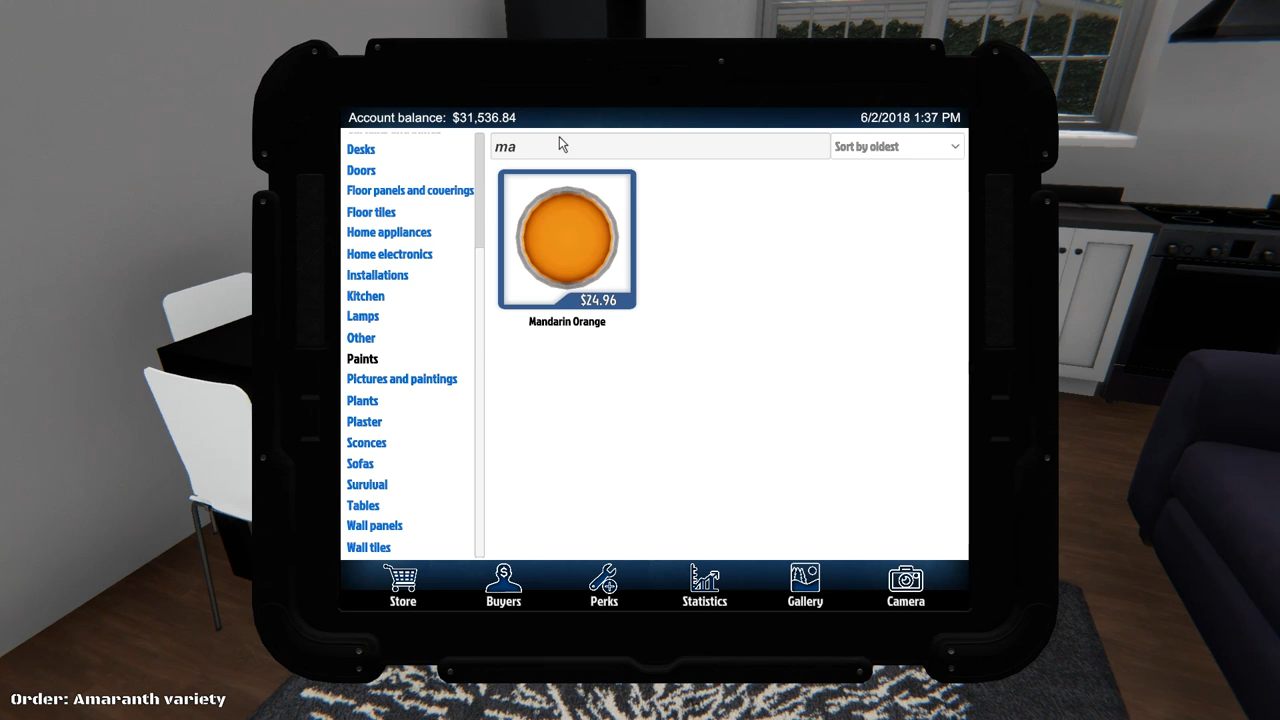 Account balance: $31,536.84
6/2/2018 1:37 PM
Desks
Doors
Floor panels and coverings
Floor tiles
Home appliances
Home electronics
Installations
Kitchen
Lamps
Other
Paints
Pictures and paintings
Plants
Plaster
Sconces
Sofas
Survival
Tables
Wall panels
Wall tiles
ma
Sort by oldest
$24.96
Mandarin Orange
Store
Buyers
Perks
Statistics
Gallery
Camera
Order: Amaranth variety